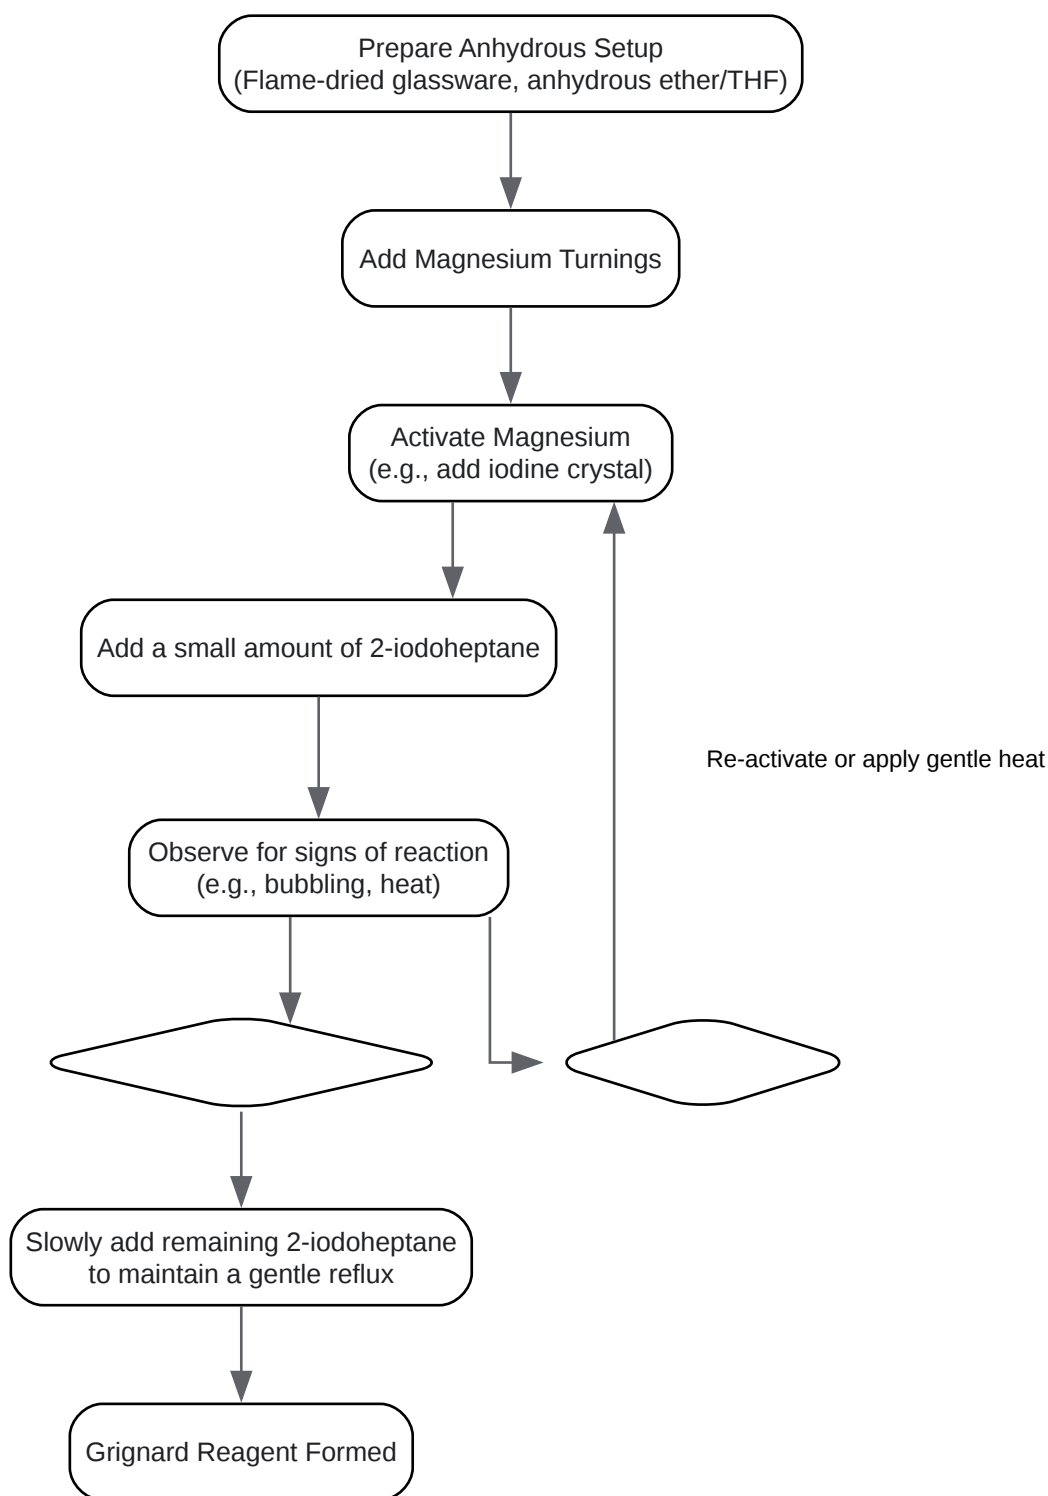 Prepare Anhydrous Setup
(Flame-dried glassware, anhydrous ether/THF)
Add Magnesium Turnings
Activate Magnesium
(e.g., add iodine crystal)
Add a small amount of 2-iodoheptane
Re-activate or apply gentle heat
Observe for signs of reaction
(e.g., bubbling, heat)
Slowly add remaining 2-iodoheptane
to maintain a gentle reflux
Grignard Reagent Formed